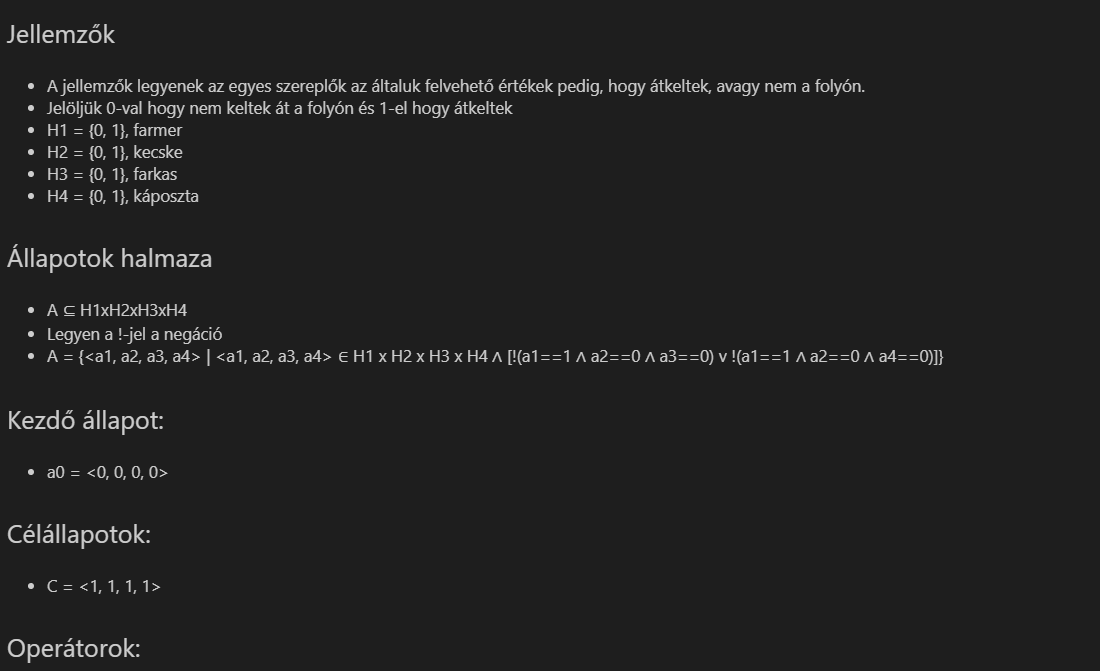 Jellemzők
• A jellemzők legyenek az egyes szereplők az általuk felvehető értékek pedig, hogy átkeltek, avagy nem a folyón.
• Jelöljük 0-val hogy nem keltek át a folyón és 1-el hogy átkeltek
• H1 = {0, 1}, farmer
• H2 = {0, 1}, kecske
• H3 = {0, 1}, farkas
• H4 = {0, 1}, káposzta
Állapotok halmaza
• A ⊆ H1xH2xH3xH4
• Legyen a !-jel a negáció
• A = {<a1, a2, a3, a4> | <a1, a2, a3, a4> ∈ H1 x H2 x H3 x H4 ∧ [!(a1==1 ∧ a2==0 ∧ a3==0) v !(a1==1 ∧ a2==0 ∧ a4==0)]}
Kezdő állapot:
• a0 = <0, 0, 0, 0>
Célállapotok:
• C = <1, 1, 1, 1>
Operátorok: